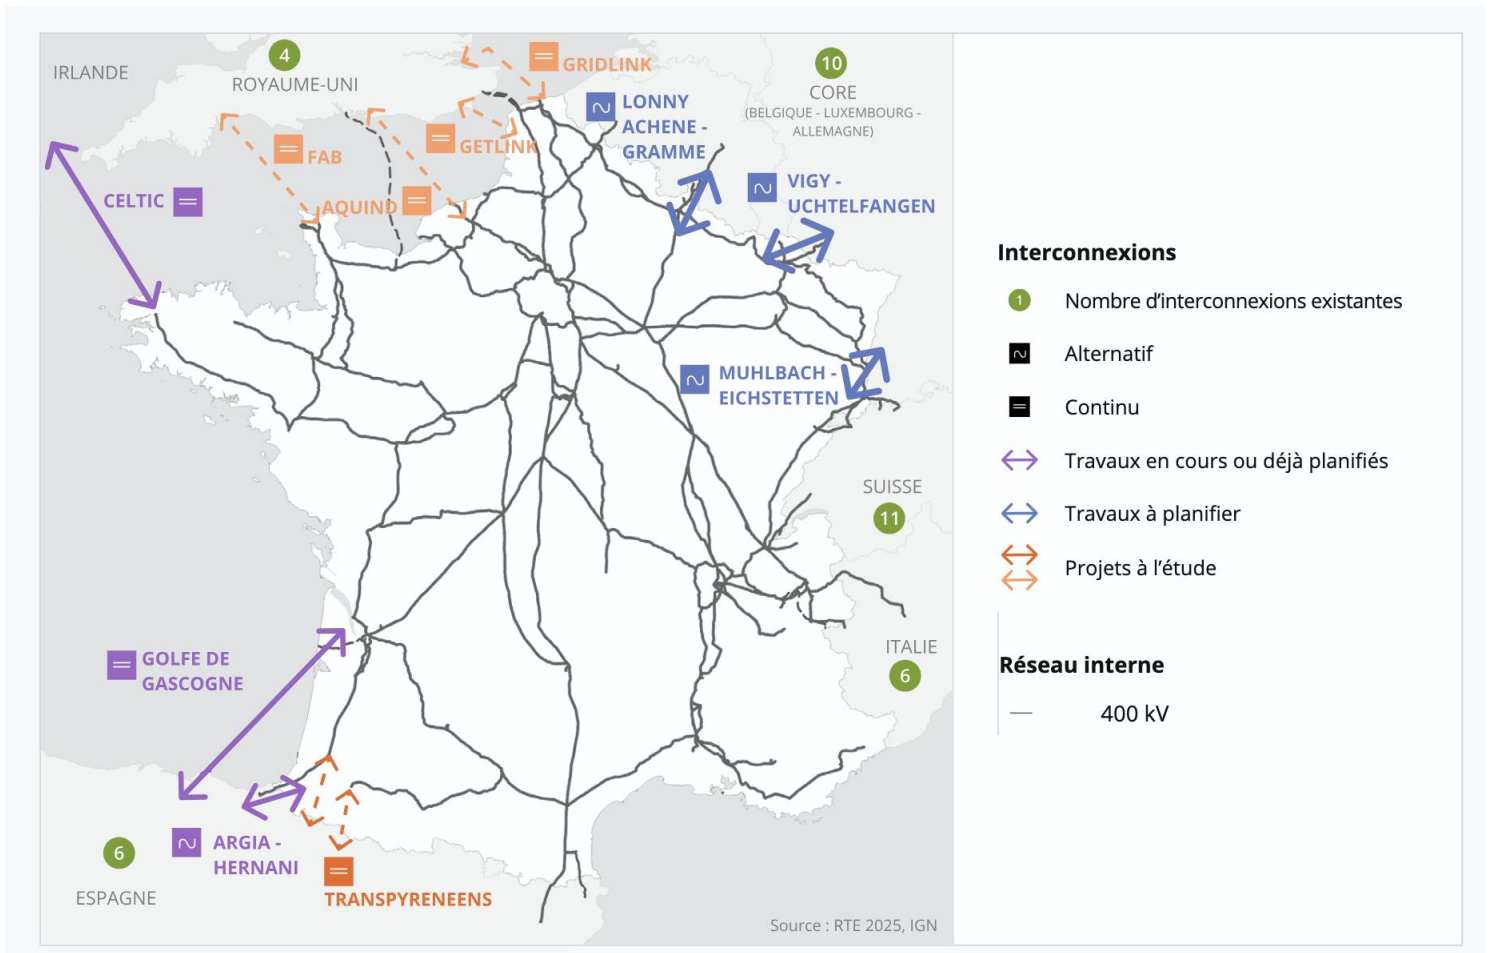 IRLANDE
4
ROYAUME-UNI
GRIDLINK
10
CORE
(BELGIQUE - LUXEMBOURG -
ALLEMAGNE)
LONNY
ACHENE -
GRAMME
GETLINK
FAB
CELTIC
AQUIND
VIGY -
UCHTELFANGEN
MUHLBACH -
EICHSTETTEN
SUISSE
11
ITALIE
6
GOLFE DE
GASCOGNE
ARGIA -
HERNANI
6
ESPAGNE
TRANSPYRENEENS
Source : RTE 2025, IGN
Interconnexions
1 Nombre d’interconnexions existantes
Alternatif
Continu
Travaux en cours ou déjà planifiés
Travaux à planifier
Projets à l’étude
Réseau interne
400 kV